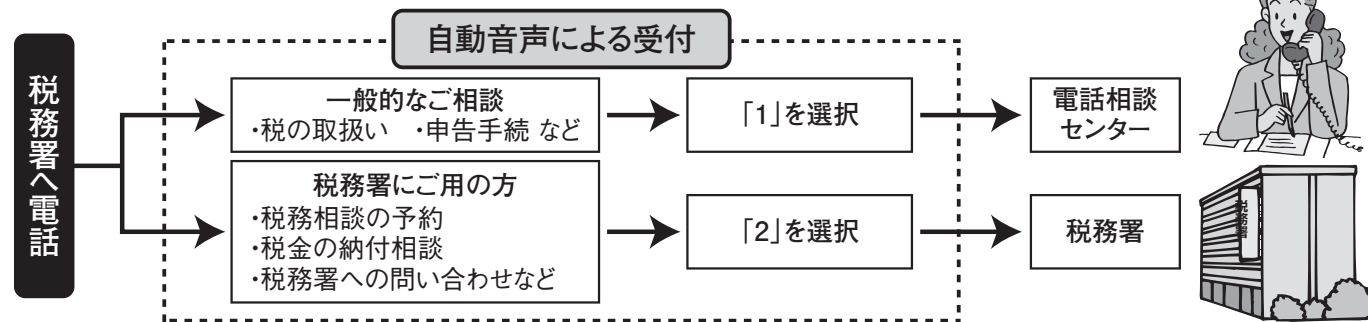 税務署へ電話
自動音声による受付
一般的なご相談
・税の取扱い ・申告手続 など
「1」を選択
電話相談
センター
税務署にご用の方
・税務相談の予約
・税金の納付相談
・税務署への問い合わせなど
「2」を選択
税務署
税務署